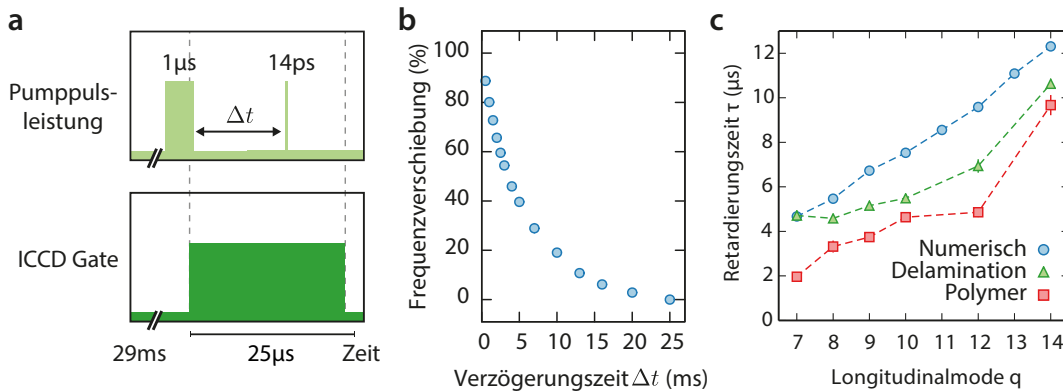 a
1µs
14ps
Pumppuls-
leistung
Δt
ICCD Gate
29ms
25µs
Zeit
b
Frequenzverschiebung (%)
100
80
60
40
20
0
0
5
10
15
20
25
Verzögerungszeit Δt (ms)
c
Retardierungszeit τ (µs)
12
10
8
6
4
2
0
Numerisch
Delamination
Polymer
7
8
9
10
11
12
13
14
Longitudinalmode q